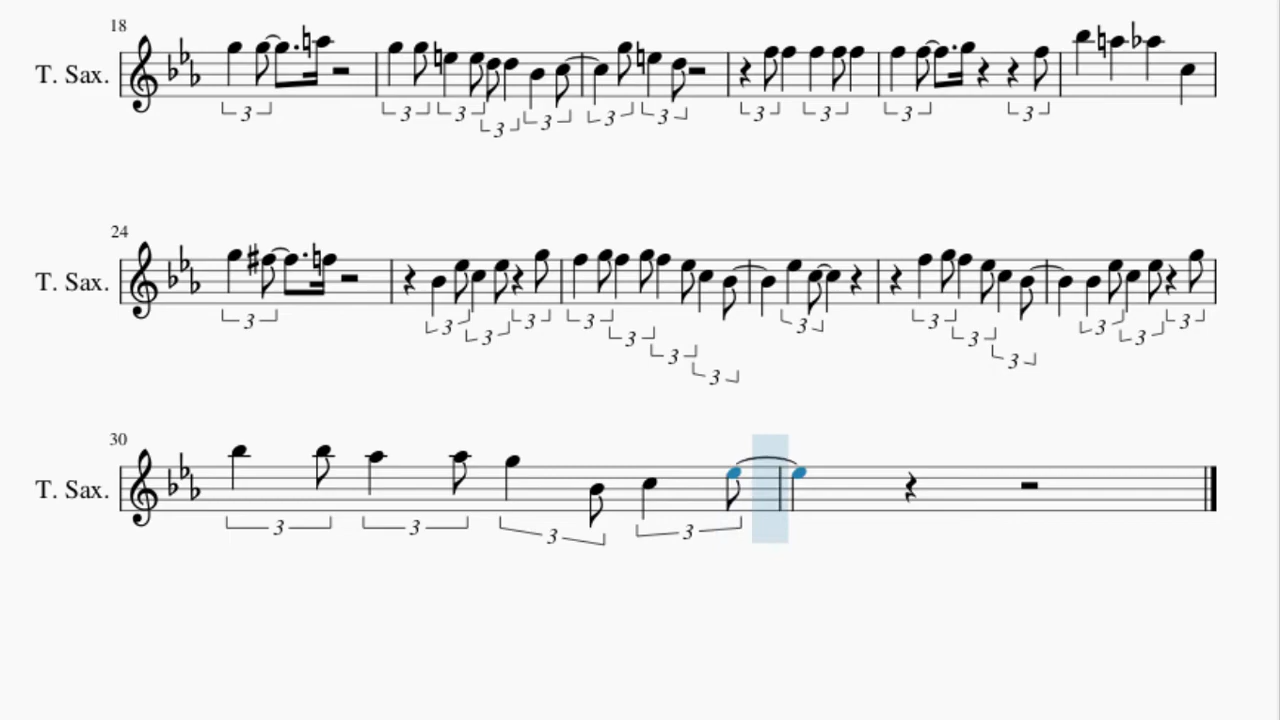 18
T. Sax.
3 3 3 3 3 3 3 3 3 3 3
24
T. Sax.
3 3 3 3 3 3 3 3 3 3 3 3 3 3 3
30
T. Sax.
3 3 3 3